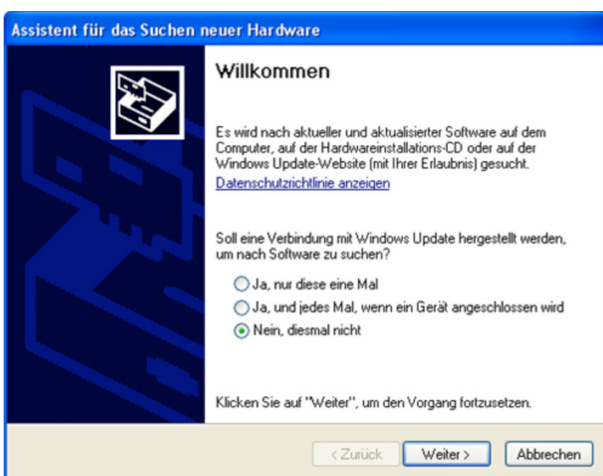 Assistent für das Suchen neuer Hardware
Willkommen
Es wird nach aktueller und aktualisierter Software auf dem
Computer, auf der Hardwareinstallations-CD oder auf der
Windows Update-Website (mit Ihrer Erlaubnis) gesucht.
Datenschutzrichtlinie anzeigen
Soll eine Verbindung mit Windows Update hergestellt werden,
um nach Software zu suchen?
Ja, nur diese eine Mal
Ja, und jedes Mal, wenn ein Gerät angeschlossen wird
Nein, diesmal nicht
Klicken Sie auf "Weiter", um den Vorgang fortzusetzen.
< Zurück Weiter > Abbrechen